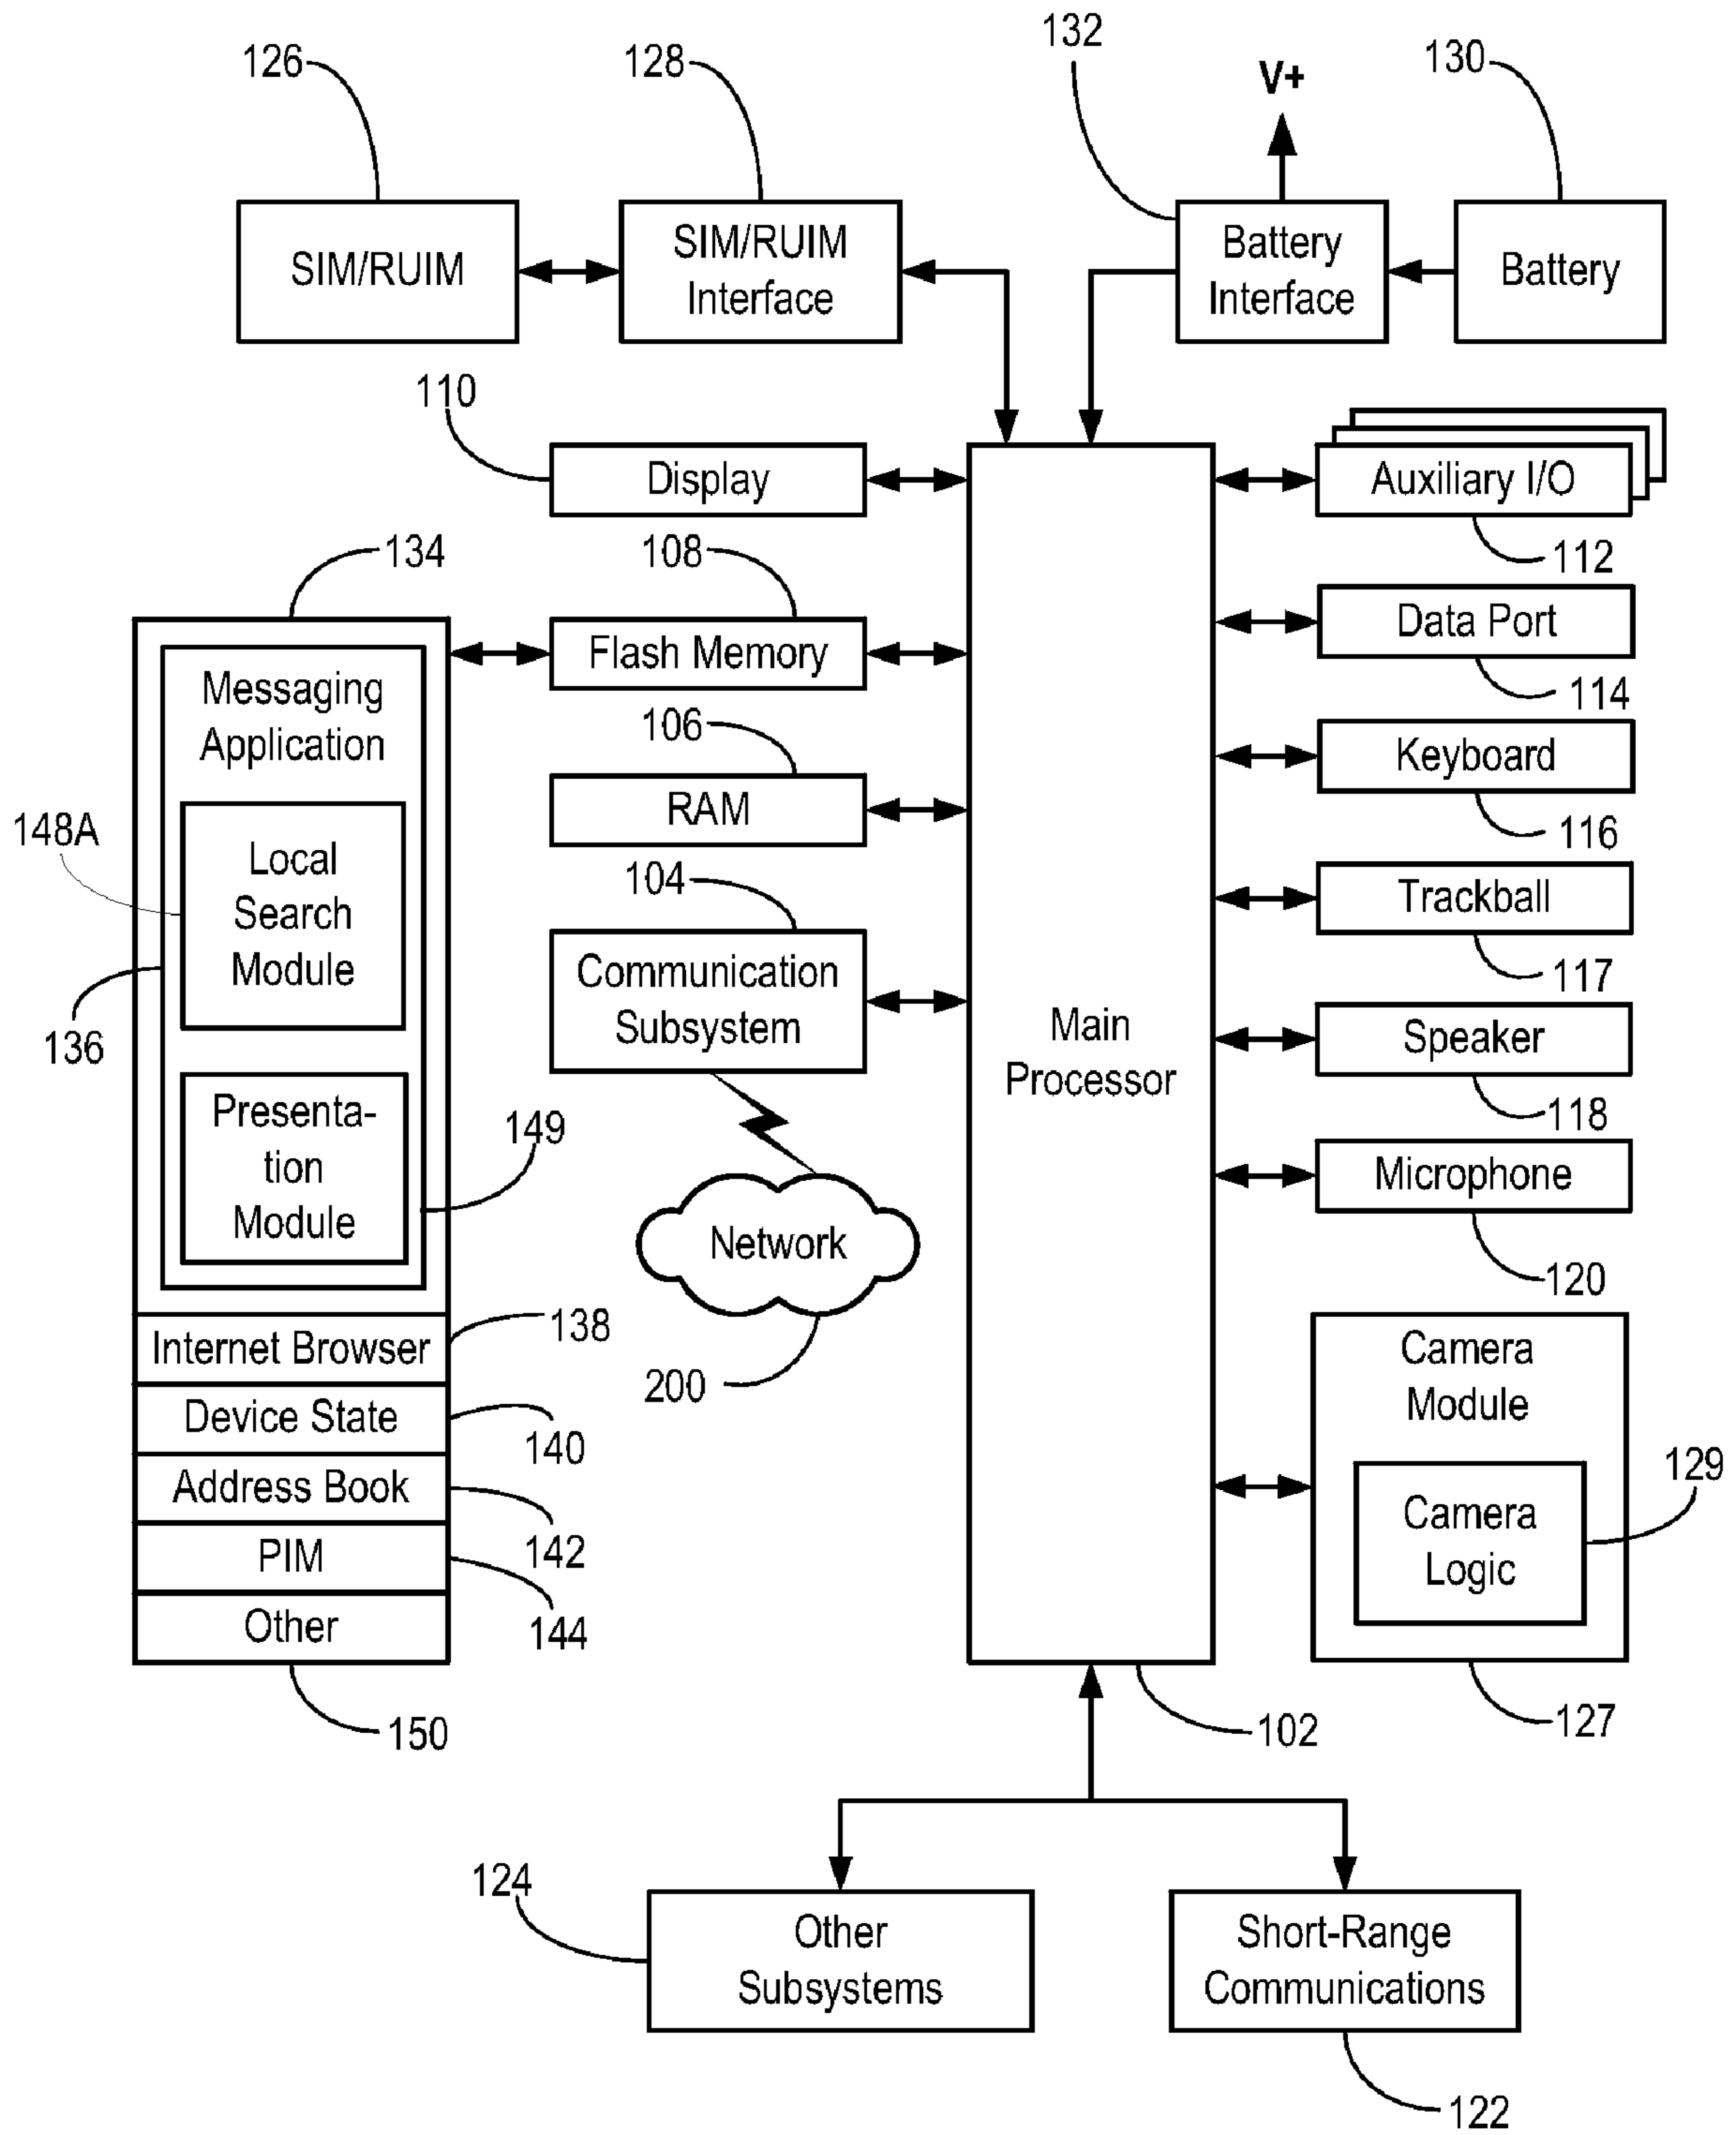 126
128
132
V+
130
SIM/RUIM
SIM/RUIM
Interface
Battery
Interface
Battery
110
Display
Auxiliary I/O
112
134
108
Flash Memory
Data Port
114
Messaging
Application
106
RAM
Keyboard
116
148A
Local
Search
Module
104
Communication
Subsystem
Trackball
117
136
Main
Processor
Speaker
118
Presenta-
tion
Module
149
Network
200
Microphone
120
Internet Browser
138
Device State
140
Address Book
142
PIM
144
Other
150
Camera
Module
Camera
Logic
129
127
102
124
Other
Subsystems
Short-Range
Communications
122